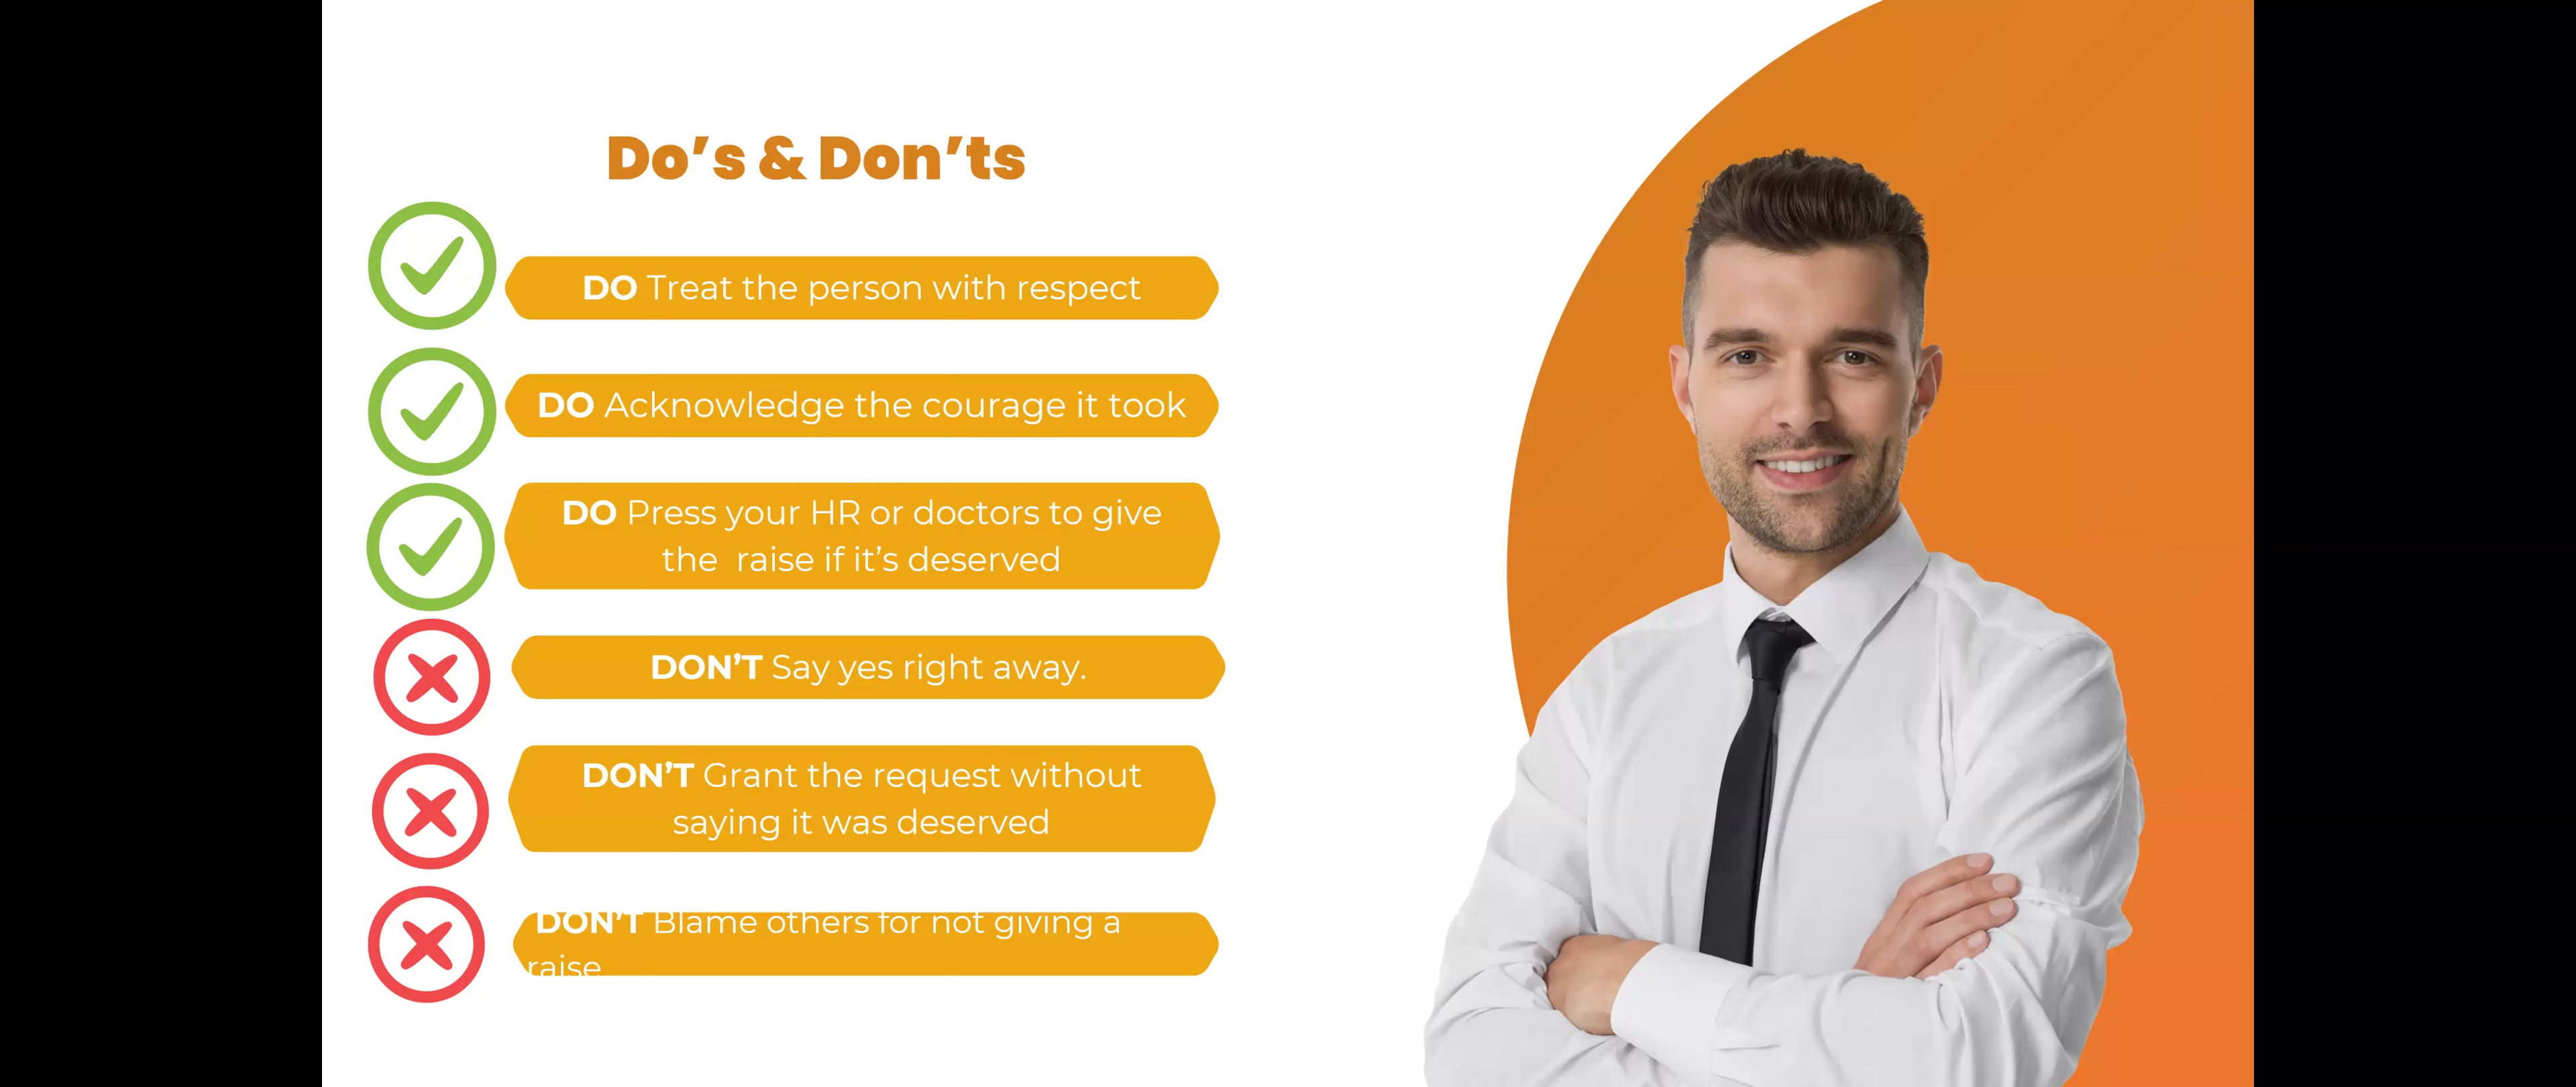 Do’s & Don’ts
DO Treat the person with respect
DO Acknowledge the courage it took
DO Press your HR or doctors to give
the  raise if it’s deserved
DON’T Say yes right away.
DON’T Grant the request without
saying it was deserved
DON’T Blame others for not giving a
raise